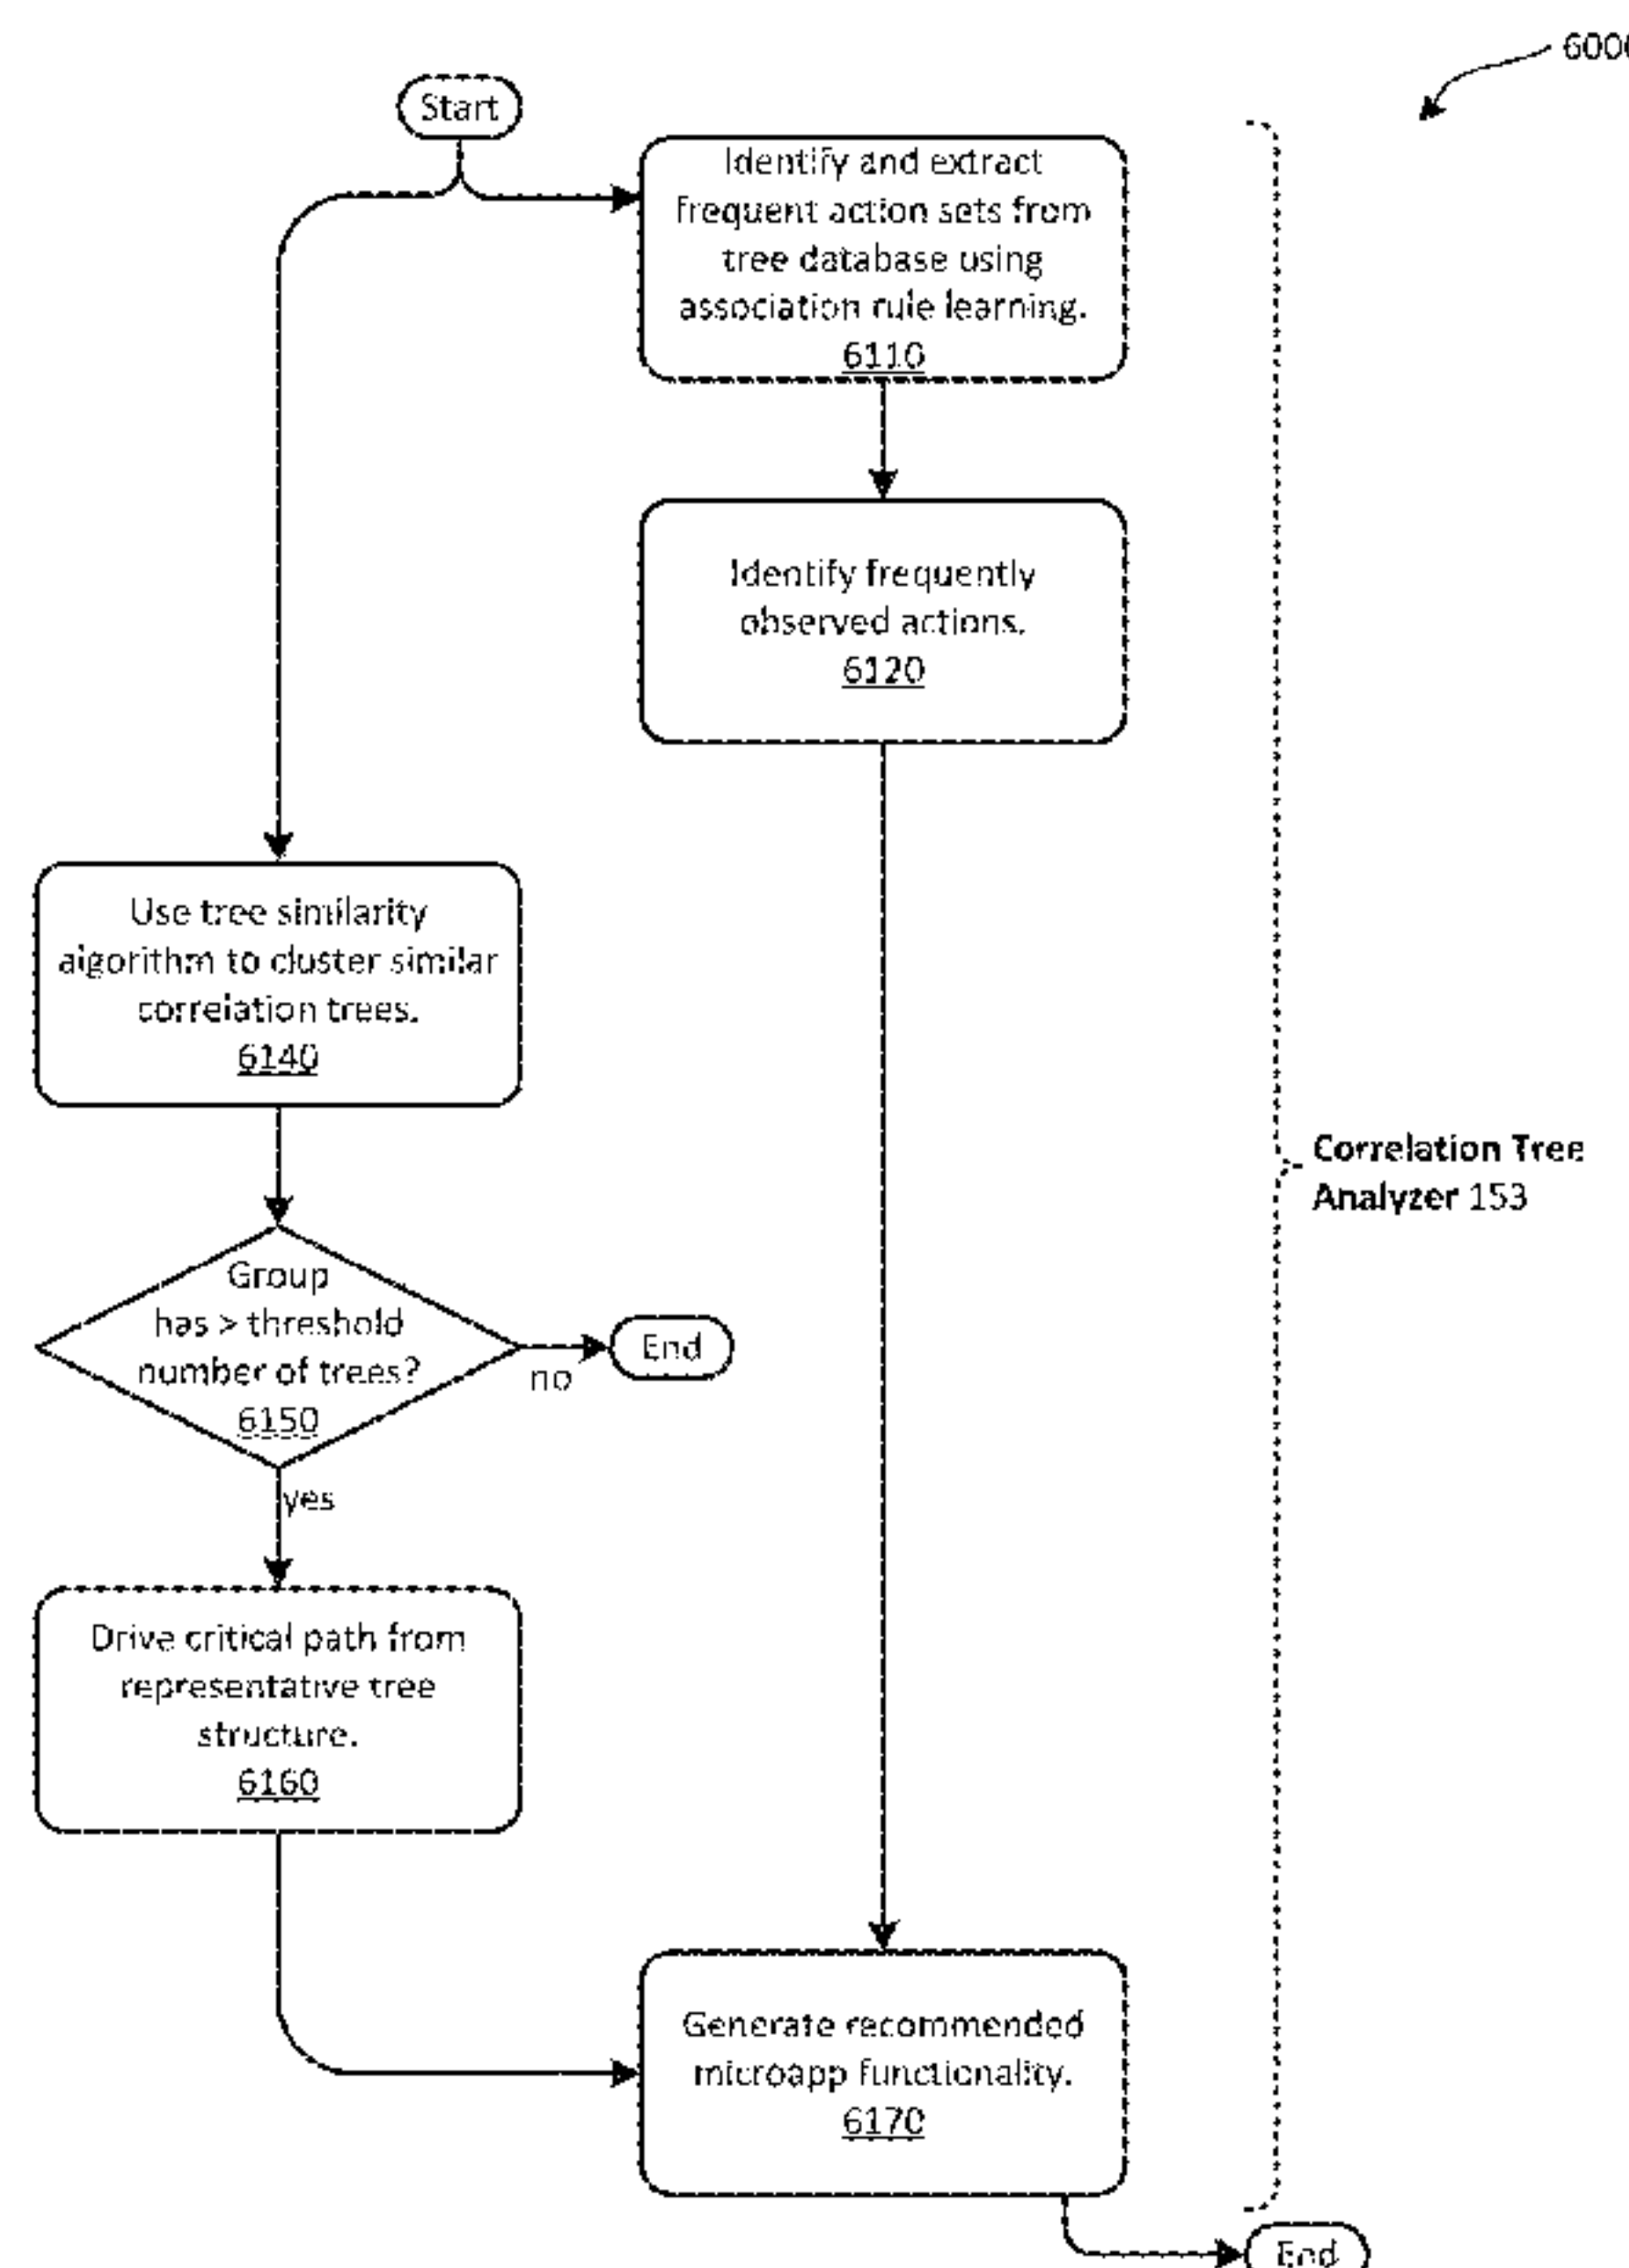 6000
Start
Identify and extract
frequent action sets from
tree database using
association rule learning.
6110
Identify frequently
observed actions.
6120
Use tree similarity
algorithm to cluster similar
correlation trees.
6140
Group
has > threshold
number of trees?
6150
no
End
yes
Drive critical path from
representative tree
structure.
6160
Generate recommended
microapp functionality.
6170
End
Correlation Tree
Analyzer 153